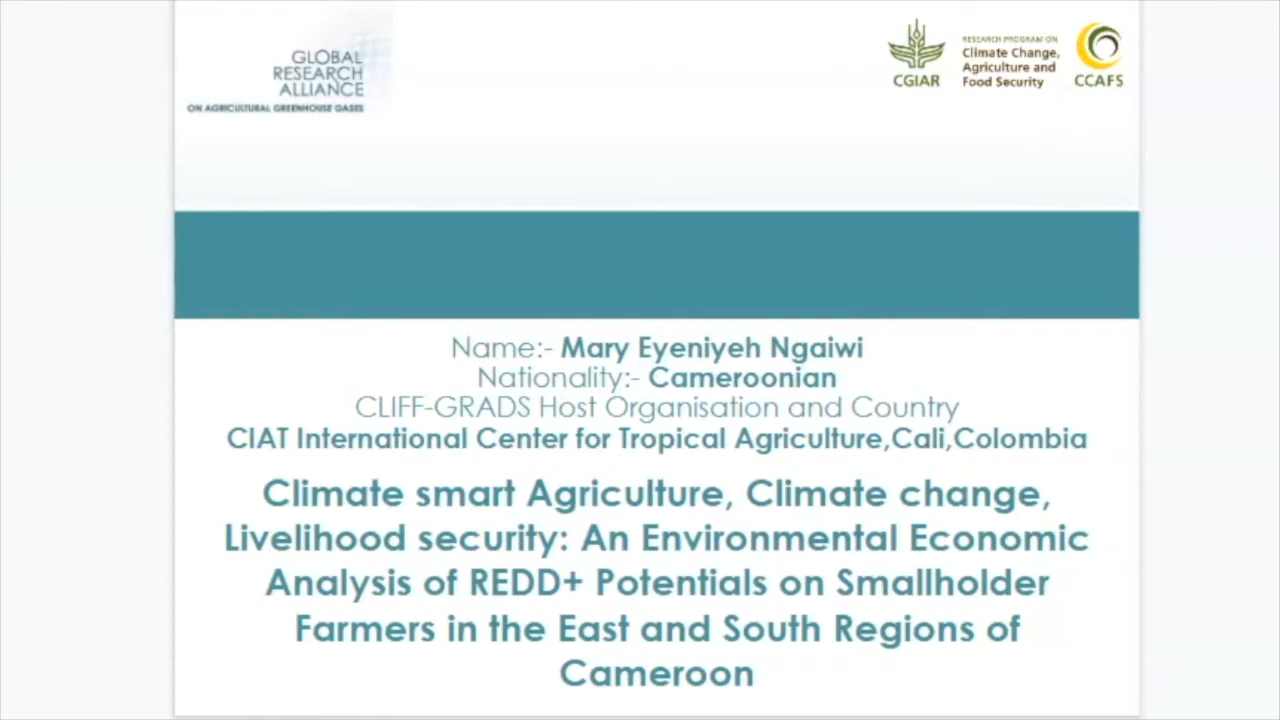 GLOBAL
RESEARCH
ALLIANCE
ON AGRICULTURAL GREENHOUSE GASES
CGIAR
RESEARCH PROGRAM ON
Climate Change,
Agriculture and
Food Security
CCAFS
Name:- Mary Eyeniyeh Ngaiwi
Nationality:- Cameroonian
CLIFF-GRADS Host Organisation and Country
CIAT International Center for Tropical Agriculture,Cali,Colombia
Climate smart Agriculture, Climate change,
Livelihood security: An Environmental Economic
Analysis of REDD+ Potentials on Smallholder
Farmers in the East and South Regions of
Cameroon